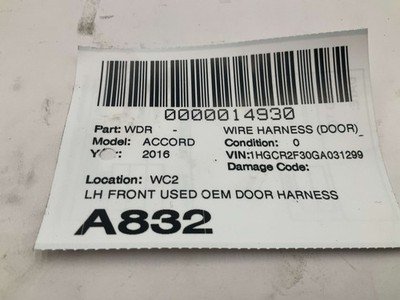 0000014930
Part: WDR - WIRE HARNESS (DOOR)_
Model: ACCORD Condition: 0
Year: 2016 VIN:1HGCR2F30GA031299
Damage Code:
Location: WC2
LH FRONT USED OEM DOOR HARNESS
A832